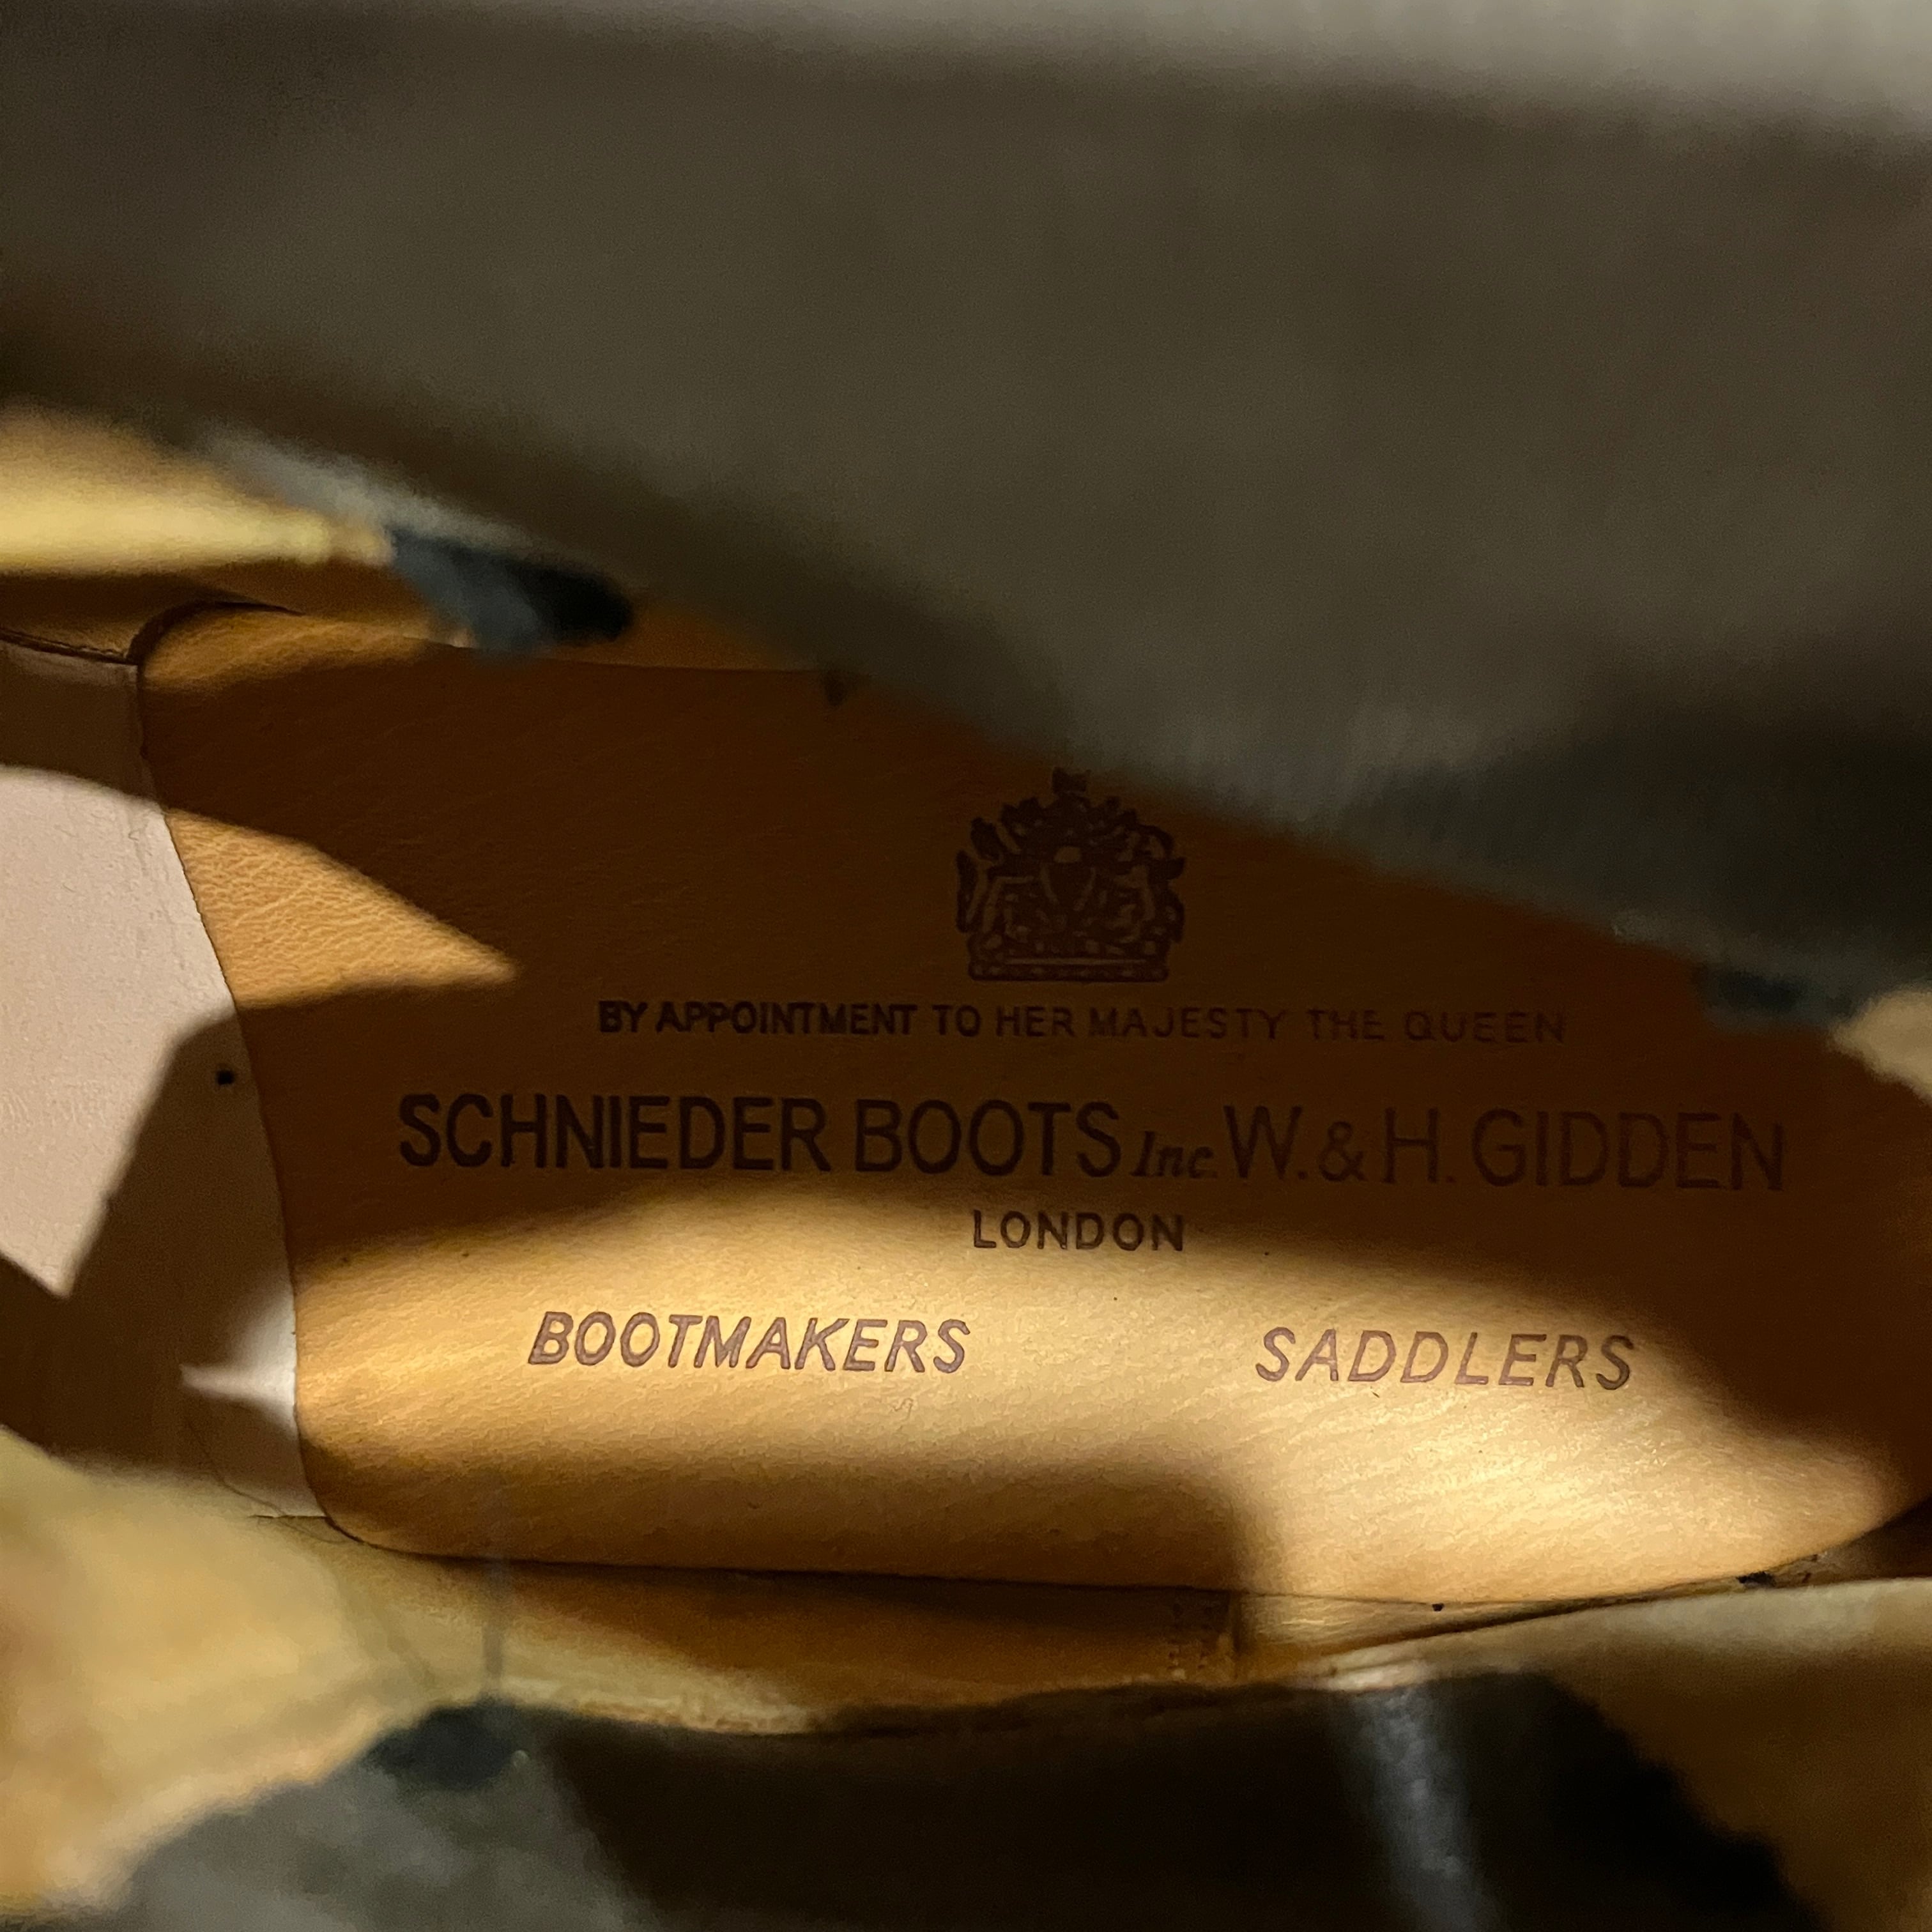 BY APPOINTMENT TO HER MAJESTY THE QUEEN
SCHNIEDER BOOTS Inc. W. & H. GIDDEN
LONDON
BOOTMAKERS SADDLERS